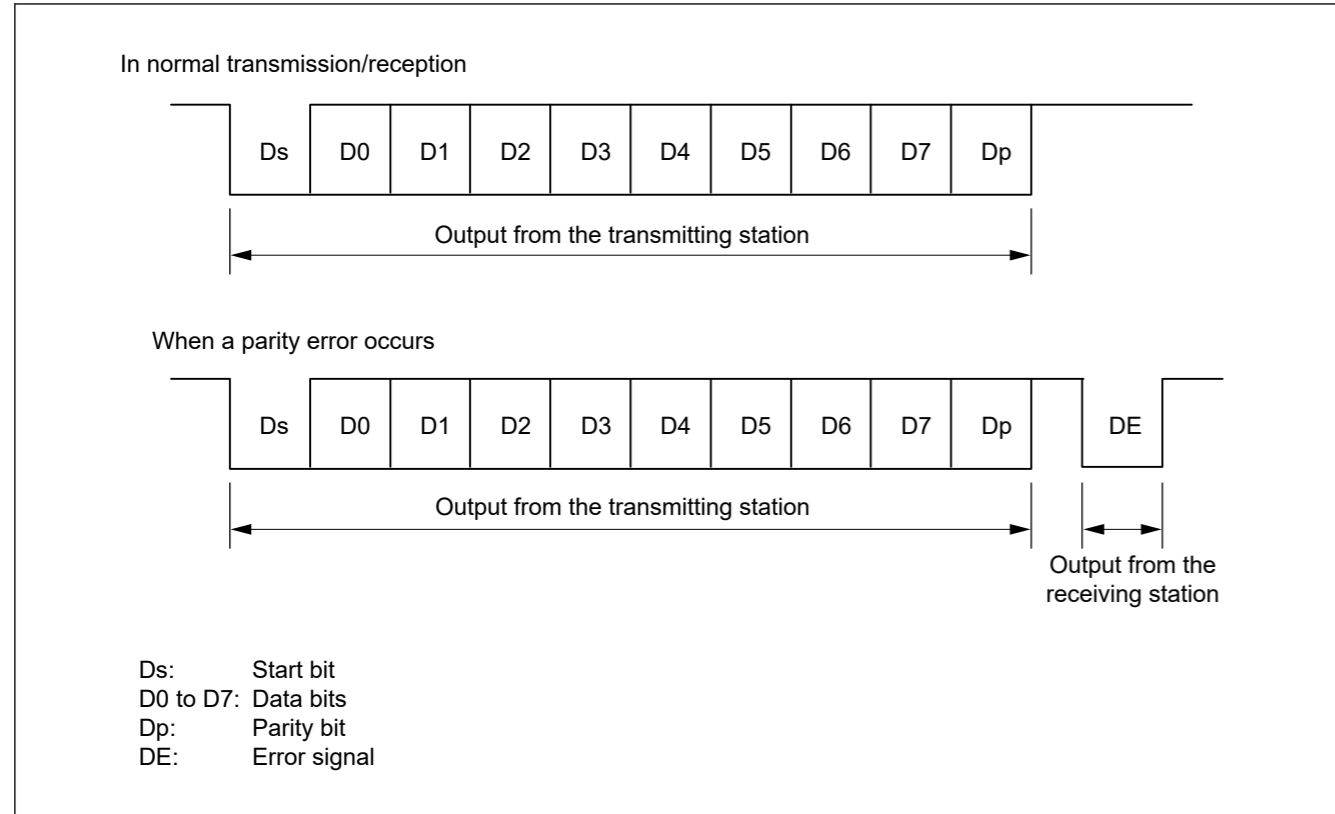 In normal transmission/reception
Ds D0 D1 D2 D3 D4 D5 D6 D7 Dp
Output from the transmitting station
When a parity error occurs
Ds D0 D1 D2 D3 D4 D5 D6 D7 Dp DE
Output from the transmitting station
Output from the
receiving station
Ds: Start bit
D0 to D7: Data bits
Dp: Parity bit
DE: Error signal